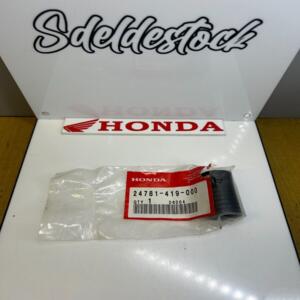 Sdeldestock
HONDA
HONDA
24761-419-000
QTY 1